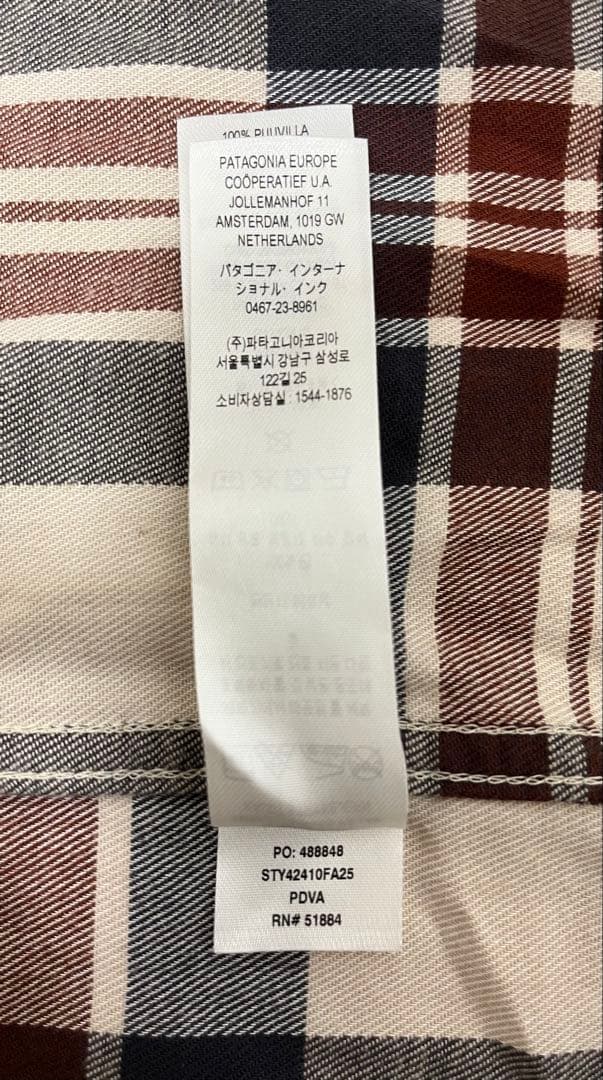 100% PUUVILLA
PATAGONIA EUROPE
COÖPERATIEF U.A.
JOLLEMANHOF 11
AMSTERDAM, 1019 GW
NETHERLANDS
パタゴニア・インターナ
ショナル・インク
0467-23-8961
(주)파타고니아코리아
서울특별시 강남구 삼성로
122길 25
소비자상담실 : 1544-1876
PO: 488848
STY42410FA25
PDVA
RN# 51884